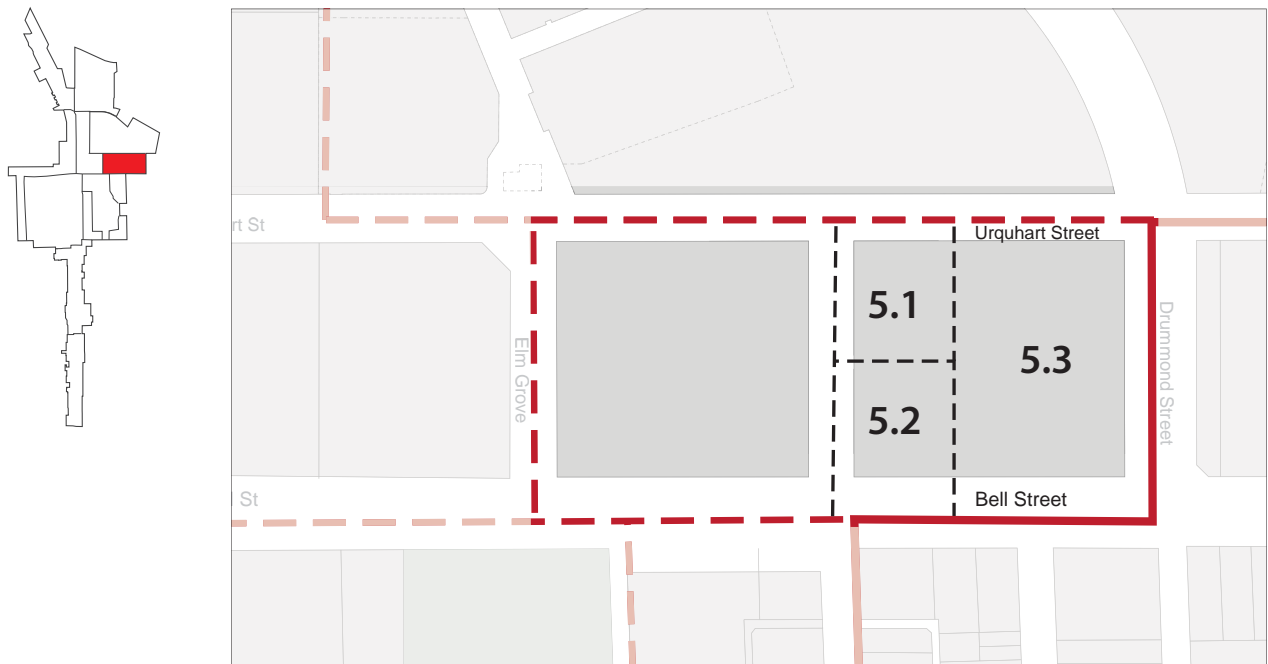 rt St
Urquhart Street
5.1
5.3
Elm Grove
Drummond Street
5.2
St
Bell Street